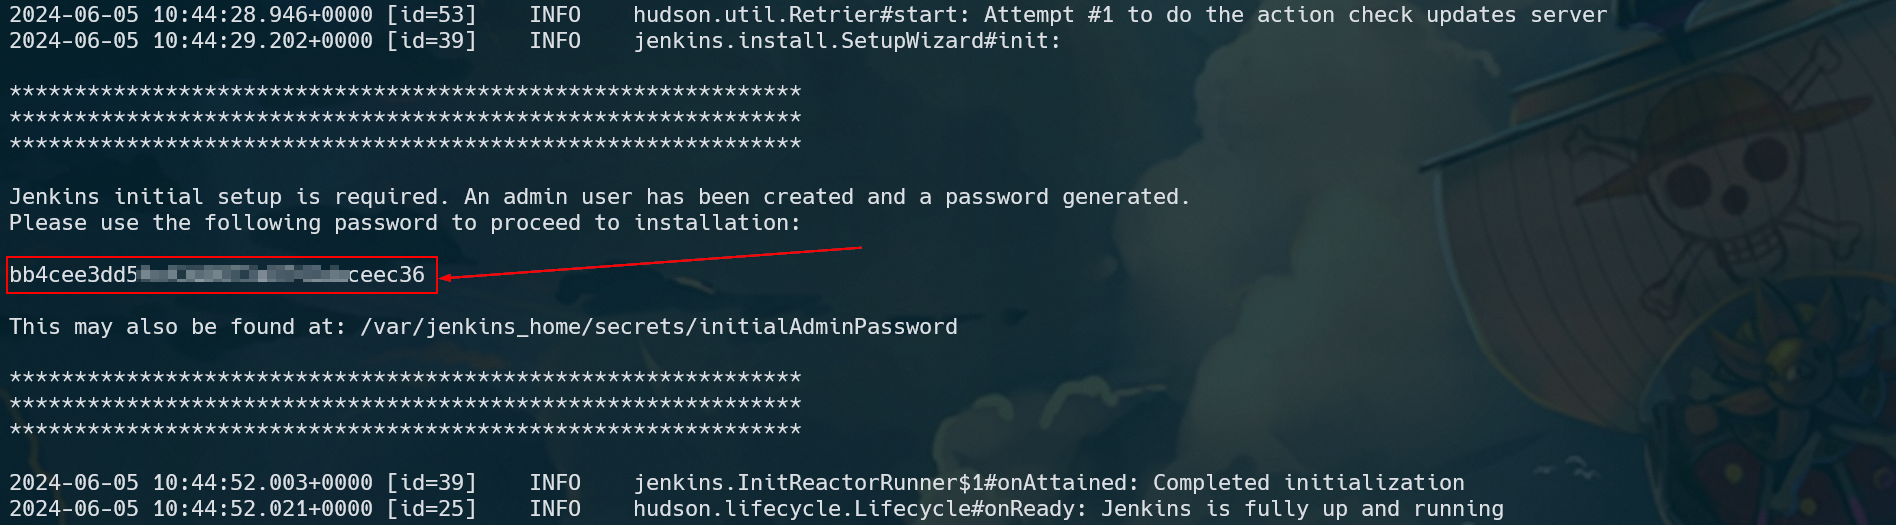 2024-06-05 10:44:28.946+0000 [id=53]    INFO    hudson.util.Retrier#start: Attempt #1 to do the action check updates server
2024-06-05 10:44:29.202+0000 [id=39]    INFO    jenkins.install.SetupWizard#init:
*************************************************************
*************************************************************
*************************************************************
Jenkins initial setup is required. An admin user has been created and a password generated.
Please use the following password to proceed to installation:
This may also be found at: /var/jenkins_home/secrets/initialAdminPassword
*************************************************************
*************************************************************
*************************************************************
2024-06-05 10:44:52.003+0000 [id=39]    INFO    jenkins.InitReactorRunner$1#onAttained: Completed initialization
2024-06-05 10:44:52.021+0000 [id=25]    INFO    hudson.lifecycle.Lifecycle#onReady: Jenkins is fully up and running